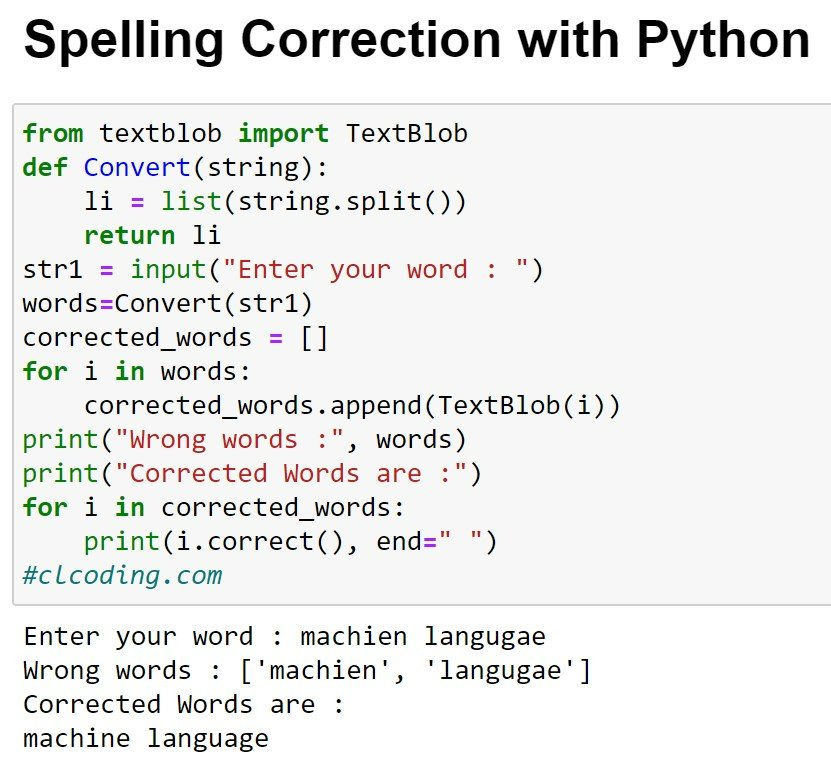 Spelling Correction with Python
from textblob import TextBlob
def Convert(string):
    li = list(string.split())
    return li
str1 = input("Enter your word : ")
words=Convert(str1)
corrected_words = []
for i in words:
    corrected_words.append(TextBlob(i))
print("Wrong words :", words)
print("Corrected Words are :")
for i in corrected_words:
    print(i.correct(), end=" ")
#clcoding.com
Enter your word : machien langugae
Wrong words : ['machien', 'langugae']
Corrected Words are :
machine language